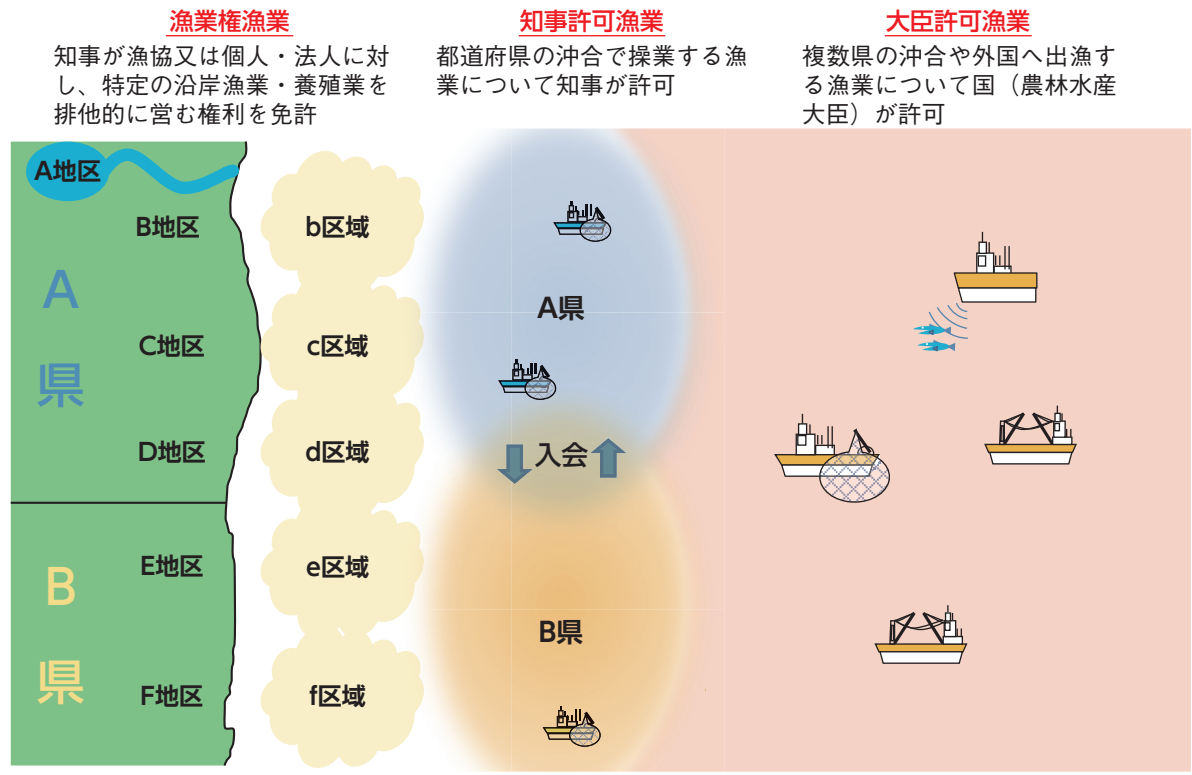 漁業権漁業
知事が漁協又は個人・法人に対
し、特定の沿岸漁業・養殖業を
排他的に営む権利を免許
知事許可漁業
都道府県の沖合で操業する漁
業について知事が許可
大臣許可漁業
複数県の沖合や外国へ出漁す
る漁業について国（農林水産
大臣）が許可
A地区
B地区
A
県
C地区
D地区
B
県
E地区
F地区
b区域
c区域
d区域
e区域
f区域
A県
入会
B県